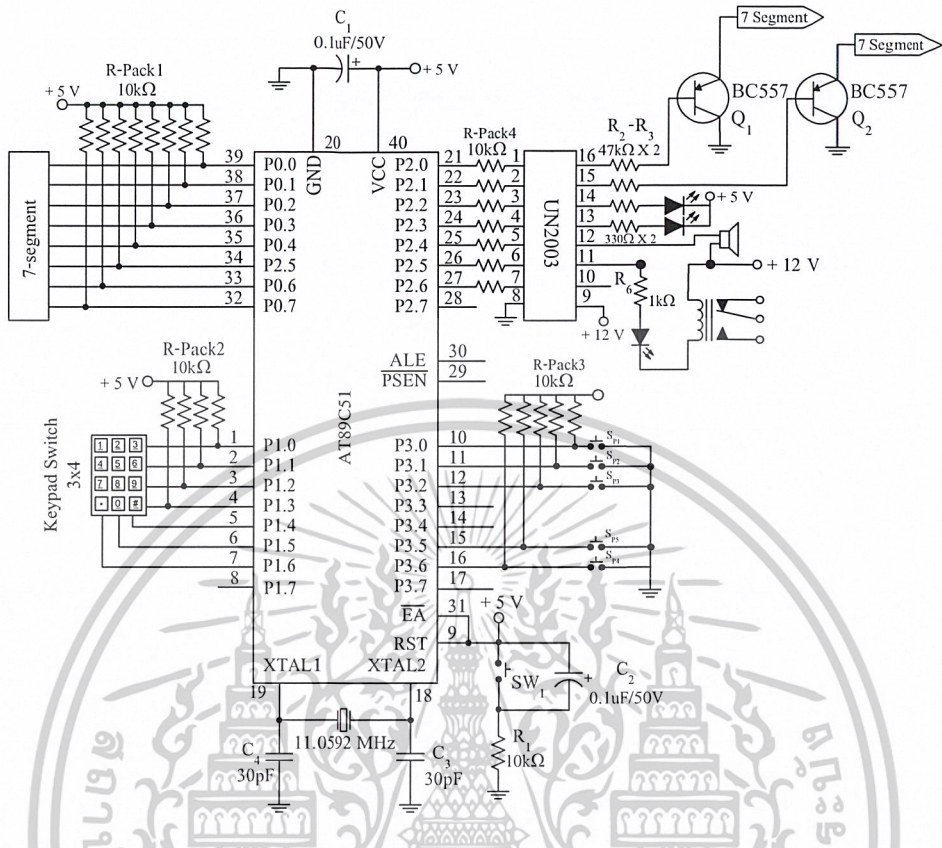 7 Segment
7 Segment
C1
0.1uF/50V
+
+ 5 V
BC557
Q1
BC557
Q2
R-Pack1
10kΩ
+ 5 V
20
GND
40
VCC
R-Pack4
10kΩ
R2 -R3
47kΩ X 2
7-segment
39 P0.0
38 P0.1
37 P0.2
36 P0.3
35 P0.4
34 P2.5
33 P0.6
32 P0.7
P2.0 21 1
P2.1 22 2
P2.2 23 3
P2.3 24 4
P2.4 25 5
P2.5 26 6
P2.6 27 7
P2.7 28 8
UN2003
16
15
14
13
12
11
10
9
+ 5 V
330Ω X 2
+ 12 V
R6
1kΩ
+ 12 V
AT89C51
ALE 30
PSEN 29
R-Pack2
10kΩ
+ 5 V
R-Pack3
10kΩ
Keypad Switch
3x4
1 2 3
4 5 6
7 8 9
* 0 #
1 P1.0
2 P1.1
3 P1.2
4 P1.3
5 P1.4
6 P1.5
7 P1.6
8 P1.7
P3.0 10 SP1
P3.1 11 SP2
P3.2 12 SP3
P3.3 13
P3.4 14
P3.5 15 SP5
P3.6 16 SP4
P3.7 17
EA 31
RST 9
+ 5 V
XTAL1
XTAL2
19
18
SW1
C2
+
0.1uF/50V
11.0592 MHz
C4
30pF
C3
30pF
R1
10kΩ